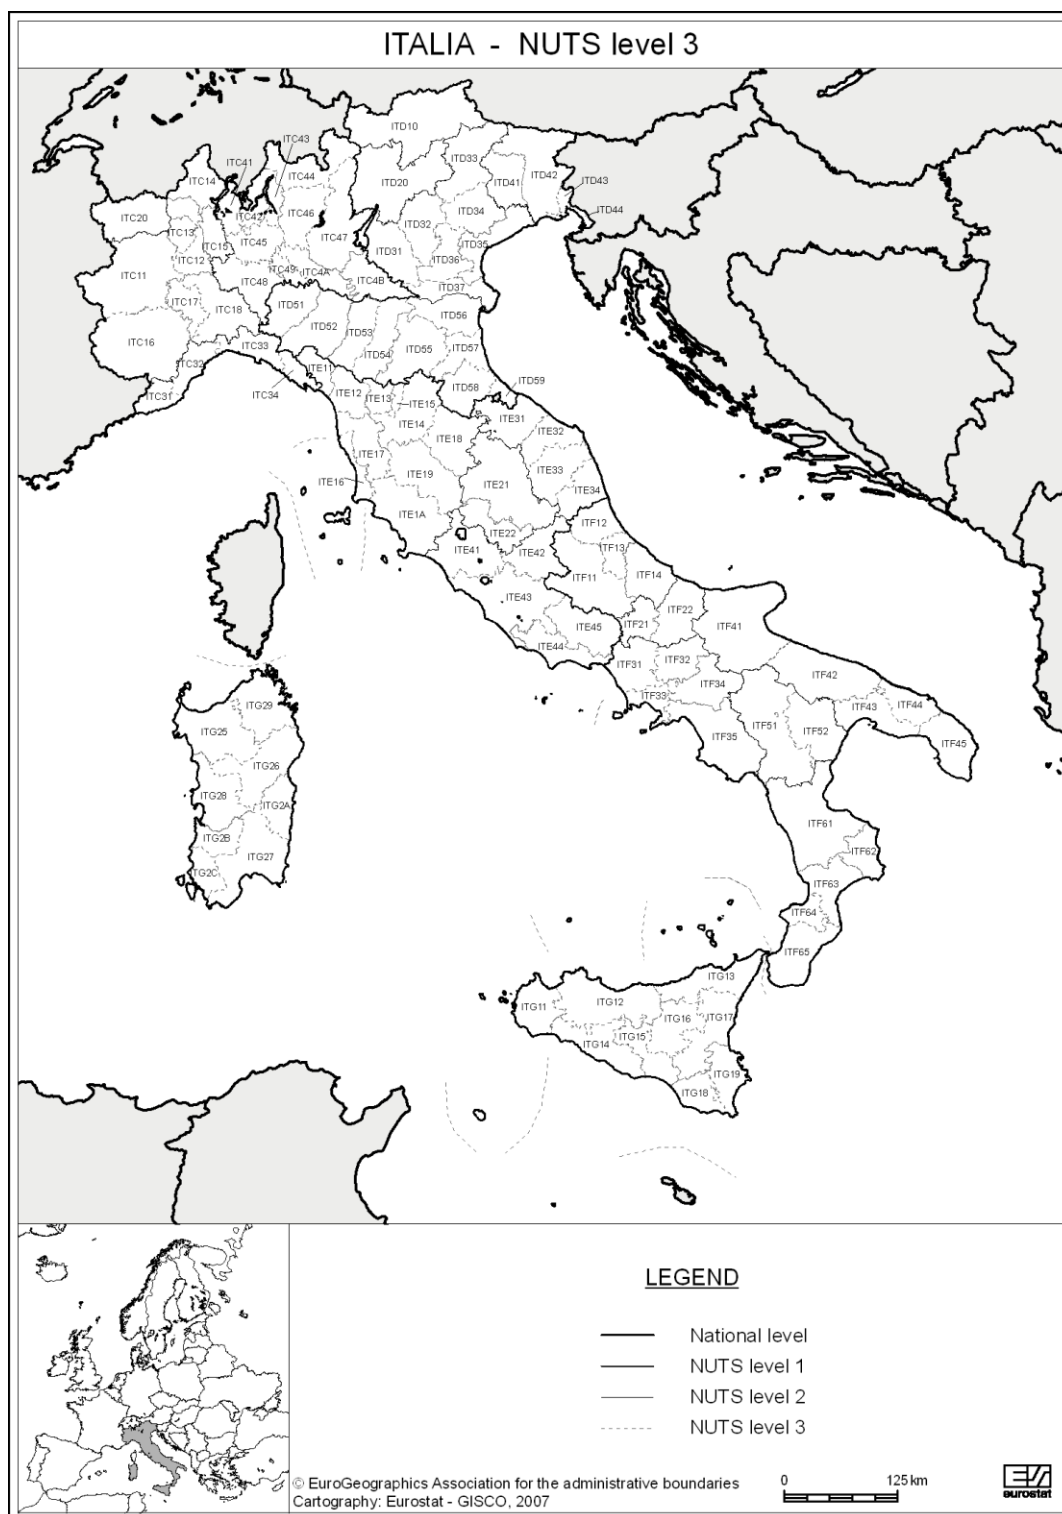 ITALIA - NUTS level 3
ITD10
ITC43
ITC41
ITC44
ITC14
ITD33
ITD42
ITD20
ITD41
ITD43
ITC20
ITC42
ITC46
ITD34
ITD44
ITC13
ITD32
ITC15
ITC45
ITC47
ITD31
ITD35
ITC12
ITD36
ITC11
ITC49
ITC4A
ITC48
ITC4B
ITD37
ITC17
ITD51
ITC18
ITD56
ITD52
ITD53
ITC16
ITC33
ITD54
ITD55
ITD57
ITC32
ITE11
ITD59
ITD58
ITC31
ITC34
ITE12
ITE13
ITE15
ITE31
ITE14
ITE32
ITE18
ITE17
ITE19
ITE33
ITE16
ITE21
ITE34
ITE1A
ITF12
ITE22
ITE41
ITE42
ITF13
ITF11
ITF14
ITE43
ITF22
ITE45
ITF21
ITF41
ITE44
ITF31
ITF32
ITF42
ITF34
ITF33
ITG29
ITF43
ITF44
ITG25
ITF51
ITF52
ITF35
ITF45
ITG26
ITG28
ITG2A
ITF61
ITG2B
ITF62
ITG27
ITG2C
ITF63
ITF64
ITF65
ITG13
ITG11
ITG12
ITG16
ITG17
ITG15
ITG14
ITG19
ITG18
LEGEND
National level
NUTS level 1
NUTS level 2
NUTS level 3
© EuroGeographics Association for the administrative boundaries
Cartography: Eurostat - GISCO, 2007
0 125 km
eurostat